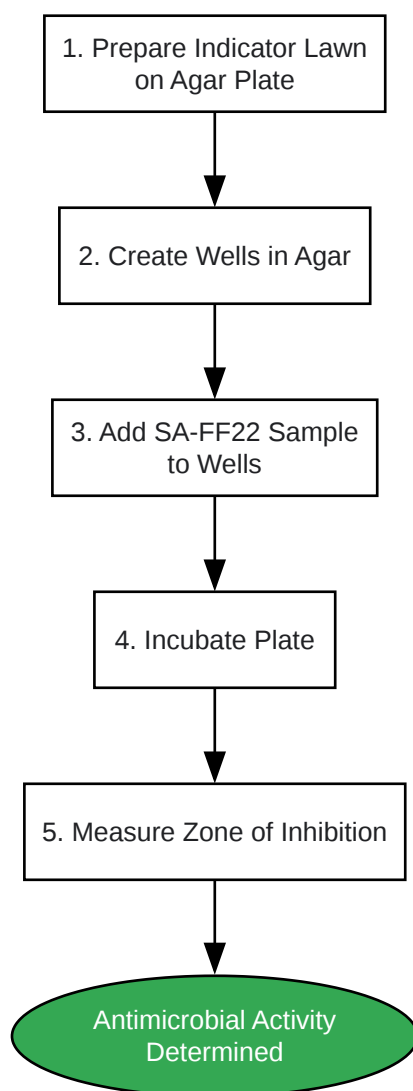 1. Prepare Indicator Lawn
on Agar Plate
2. Create Wells in Agar
3. Add SA-FF22 Sample
to Wells
4. Incubate Plate
5. Measure Zone of Inhibition
Antimicrobial Activity
Determined